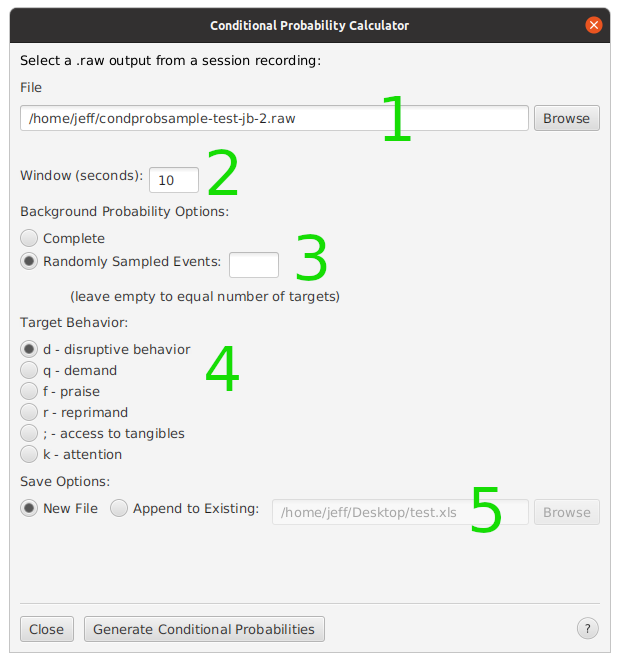 Conditional Probability Calculator
Select a .raw output from a session recording:
File
/home/jeff/condprobsample-test-jb-2.raw 1 Browse
Window (seconds): 10 2
Background Probability Options:
Complete
Randomly Sampled Events: 3
(leave empty to equal number of targets)
Target Behavior:
d - disruptive behavior
q - demand 4
f - praise
r - reprimand
; - access to tangibles
k - attention
Save Options:
New File Append to Existing: /home/jeff/Desktop/test.xls 5 Browse
Close Generate Conditional Probabilities ?